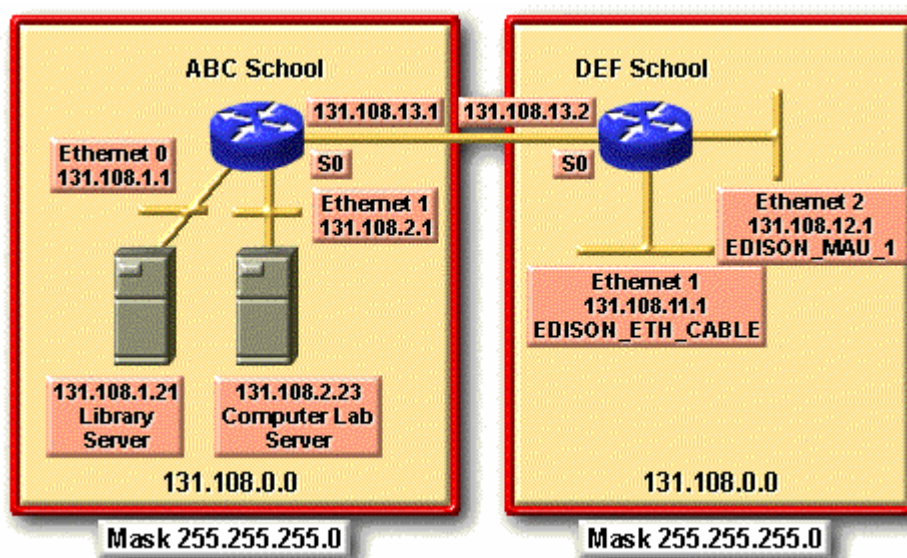 ABC School
131.108.13.1
S0
Ethernet 0
131.108.1.1
Ethernet 1
131.108.2.1
131.108.1.21
Library
Server
131.108.2.23
Computer Lab
Server
131.108.0.0
Mask 255.255.255.0
DEF School
131.108.13.2
S0
Ethernet 2
131.108.12.1
EDISON_MAU_1
Ethernet 1
131.108.11.1
EDISON_ETH_CABLE
131.108.0.0
Mask 255.255.255.0